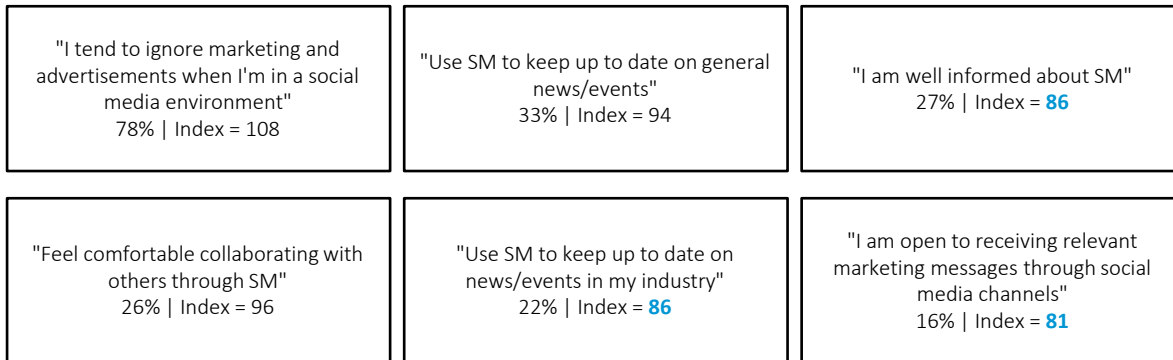 "I tend to ignore marketing and
advertisements when I'm in a social
media environment"
78% | Index = 108
"Use SM to keep up to date on general
news/events"
33% | Index = 94
"I am well informed about SM"
27% | Index = 86
"Feel comfortable collaborating with
others through SM"
26% | Index = 96
"Use SM to keep up to date on
news/events in my industry"
22% | Index = 86
"I am open to receiving relevant
marketing messages through social
media channels"
16% | Index = 81